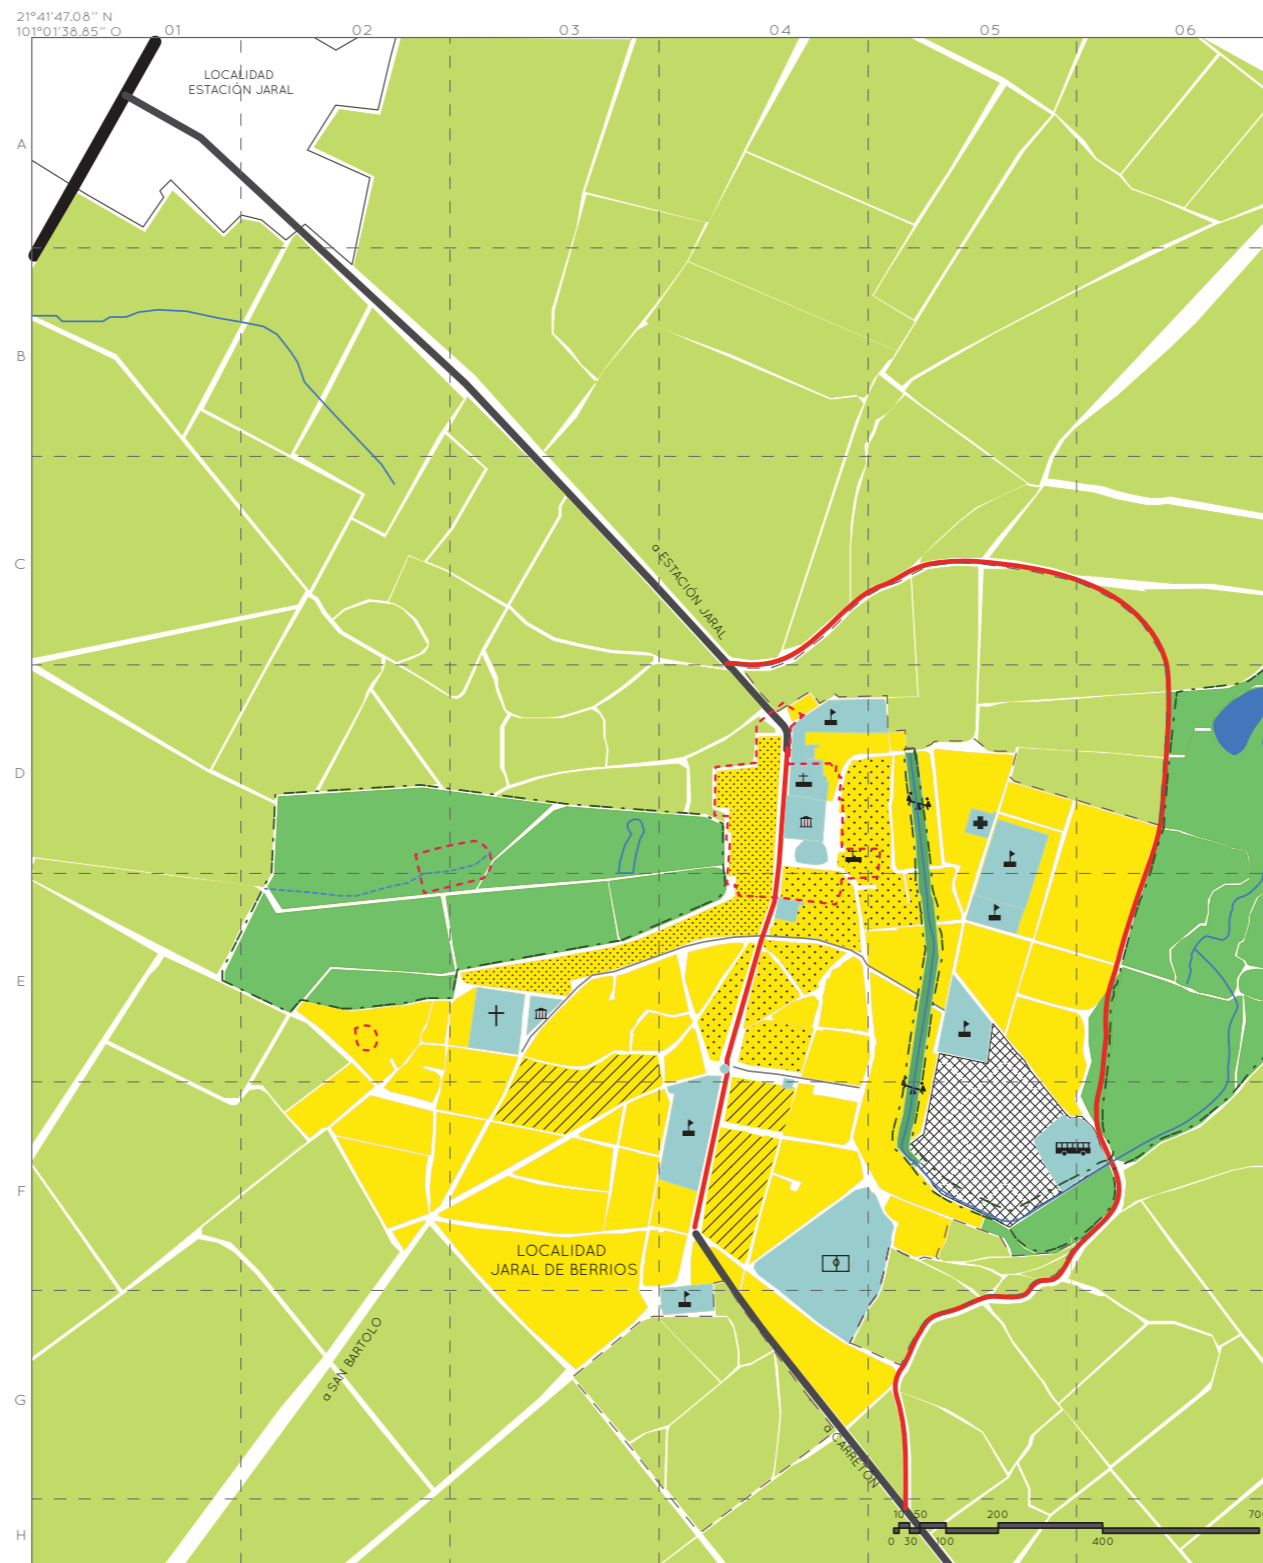 21°41'47.08'' N
101°01'38.85'' O
01 02 03 04 05 06
LOCALIDAD
ESTACIÓN JARAL
A
B
C
a ESTACIÓN JARAL
D
E
F
LOCALIDAD
JARAL DE BERRIOS
a SAN BARTOLO
G
a CARRETÓN
H
10 50 200 700
0 30 100 400